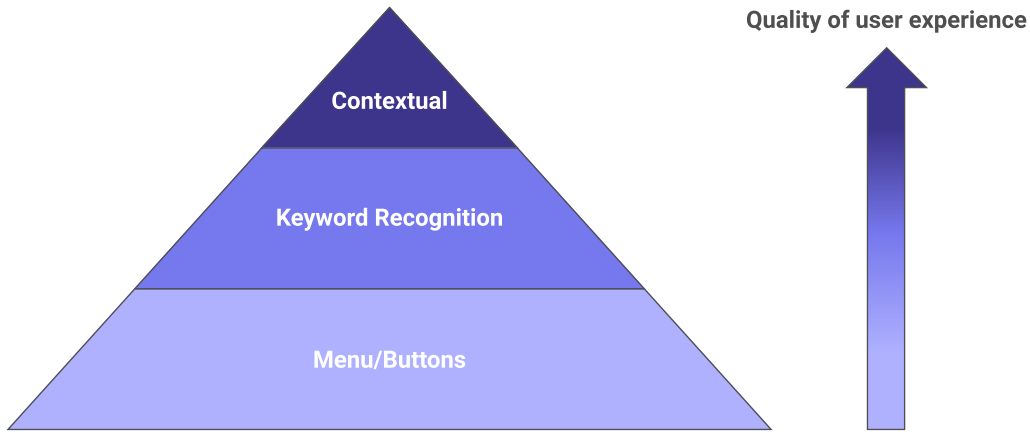 Quality of user experience
Contextual
Keyword Recognition
Menu/Buttons